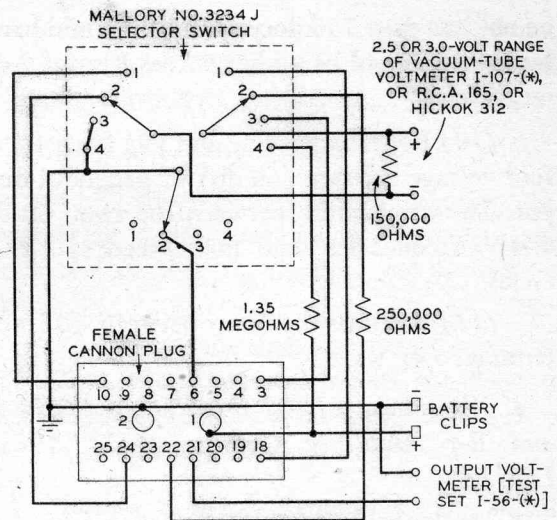 MALLORY NO.3234 J
SELECTOR SWITCH
2.5 OR 3.0-VOLT RANGE
OF VACUUM-TUBE
VOLTMETER I-107-(*),
OR R.C.A. 165, OR
HICKOK 312
1
2
3
4
1
2
3
4
+
-
150,000
OHMS
1 2 3 4
1.35
MEGOHMS
250,000
OHMS
FEMALE
CANNON PLUG
10 9 8 7 6 5 4 3
2 1
25 24 23 22 21 20 19 18
-
BATTERY
CLIPS
+
OUTPUT VOLT-
METER [TEST
SET I-56-(*)]